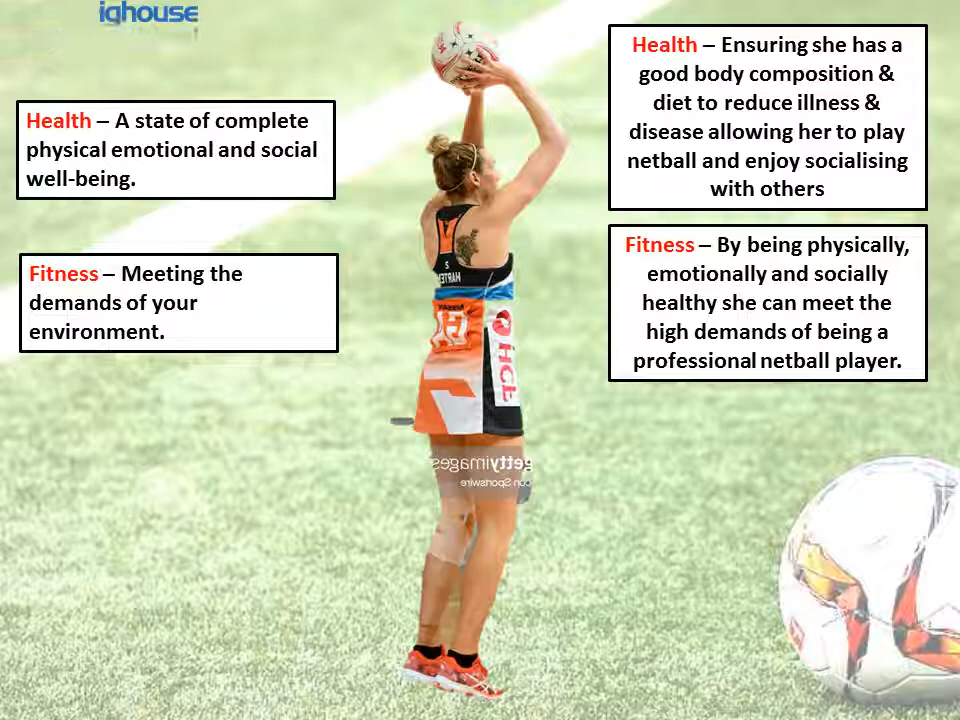 ighouse
Health – A state of complete
physical emotional and social
well-being.
Fitness – Meeting the
demands of your
environment.
Health – Ensuring she has a
good body composition &
diet to reduce illness &
disease allowing her to play
netball and enjoy socialising
with others
Fitness – By being physically,
emotionally and socially
healthy she can meet the
high demands of being a
professional netball player.
HCF
gettyimages